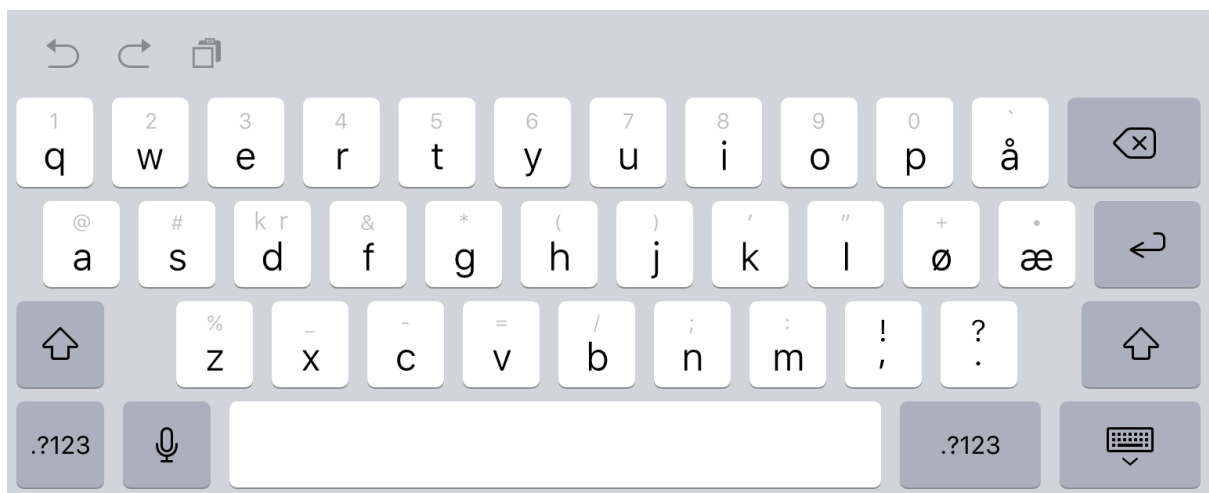 1 2 3 4 5 6 7 8 9 0 `
q w e r t y u i o p å
@ # k r & * ( ) ' " + •
a s d f g h j k l ø æ
% _ - = / ; : ! ?
z x c v b n m , .
.?123 .?123